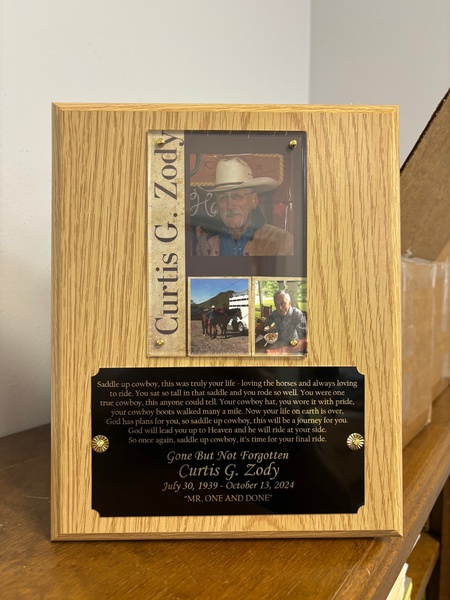 Curtis G. Zody
Saddle up cowboy, this was truly your life - loving the horses and always loving
to ride. You sat so tall in that saddle and you rode so well. You were one
true cowboy, this anyone could tell. Your cowboy hat, you wore it with pride,
your cowboy boots walked many a mile. Now your life on earth is over,
God has plans for you, so saddle up cowboy, this will be a journey for you.
God will lead you up to Heaven and he will ride at your side.
So once again, saddle up cowboy, it's time for your final ride.
Gone But Not Forgotten
Curtis G. Zody
July 30, 1939 - October 13, 2024
"MR. ONE AND DONE"